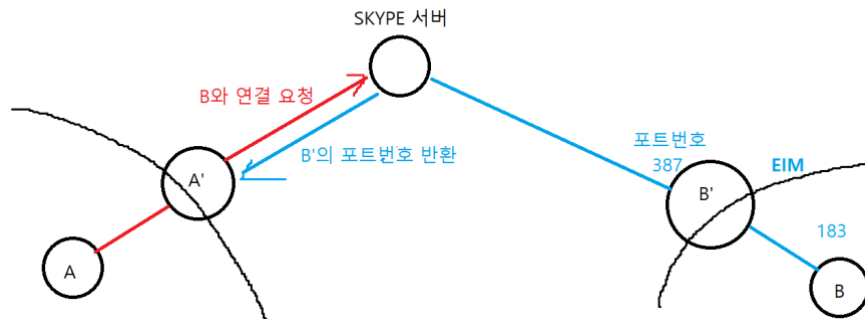 SKYPE 서버
B와 연결 요청
B'의 포트번호 반환
포트번호
387
EIM
A'
B'
183
A
B